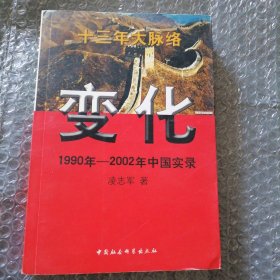 十三年大脉络
变化
1990年—2002年中国实录
凌志军 著
中国社会科学出版社